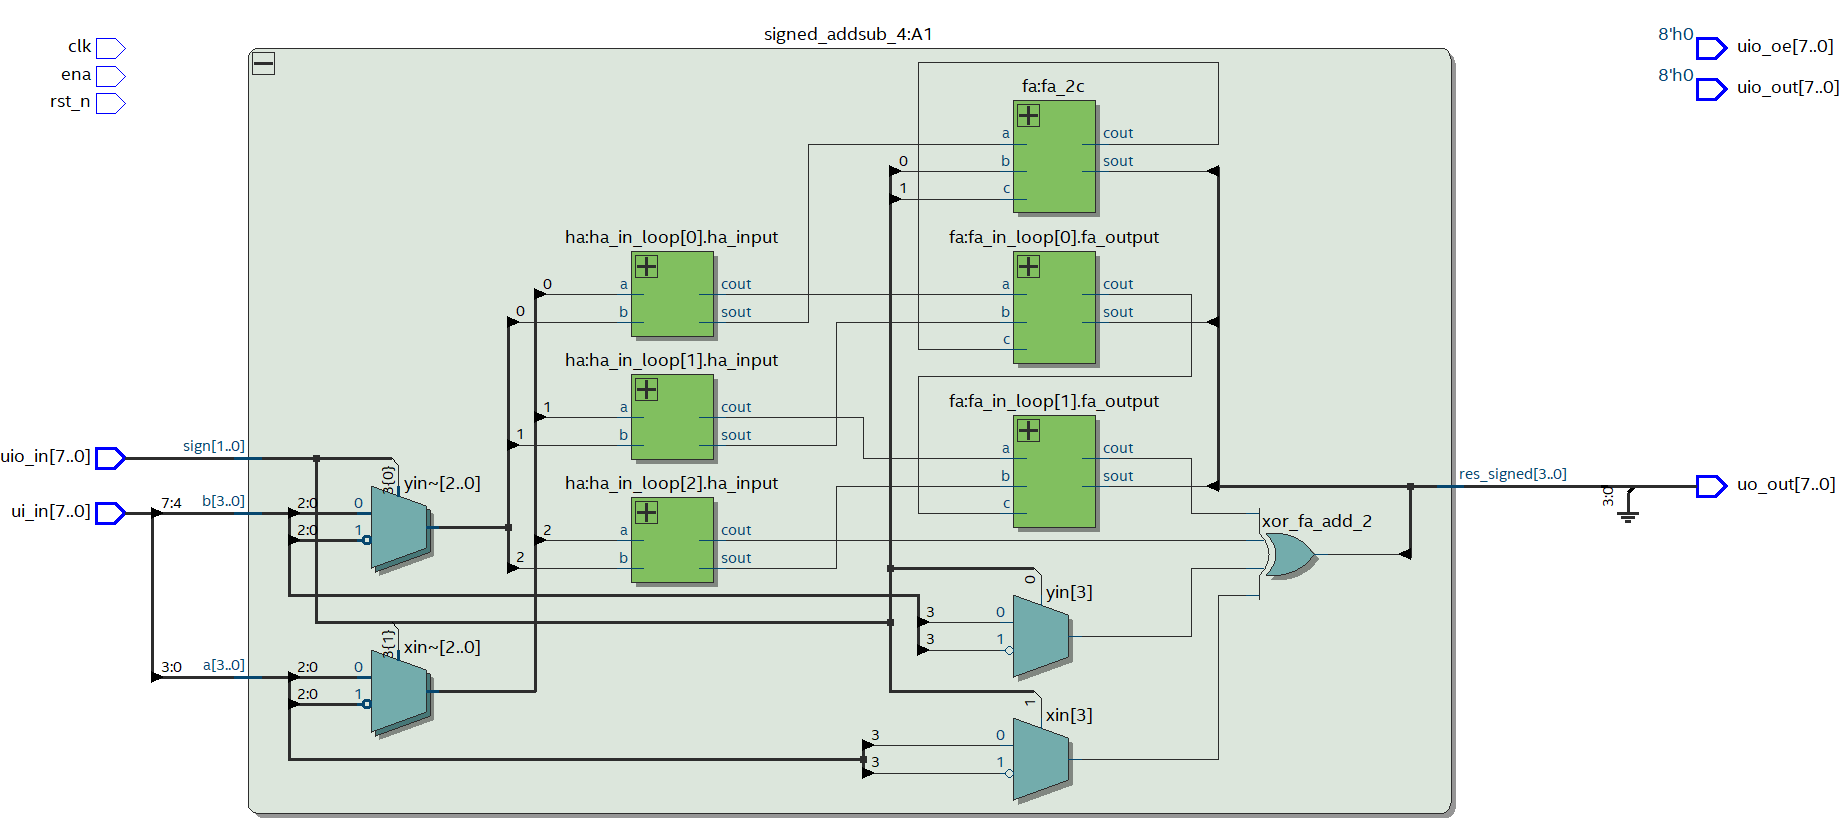 signed_addsub_4:A1
clk
ena
rst_n
8'h0
uio_oe[7..0]
8'h0
uio_out[7..0]
fa:fa_2c
a
b
c
cout
sout
0
1
ha:ha_in_loop[0].ha_input
a
b
cout
sout
0
0
fa:fa_in_loop[0].fa_output
a
b
c
cout
sout
ha:ha_in_loop[1].ha_input
a
b
cout
sout
1
1
fa:fa_in_loop[1].fa_output
a
b
c
cout
sout
ha:ha_in_loop[2].ha_input
a
b
cout
sout
2
2
uio_in[7..0]
sign[1..0]
ui_in[7..0]
7:4
b[3..0]
2:0
0
2:0
1
yin~[2..0]
3:0
a[3..0]
2:0
0
2:0
1
xin~[2..0]
xor_fa_add_2
0
yin[3]
3
0
3
1
1
xin[3]
3
0
3
1
res_signed[3..0]
3:0
uo_out[7..0]